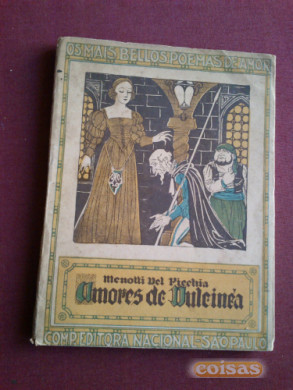 OS MAIS BELLOS POEMAS DE AMOR
Menotti Del Picchia
Amores de Dulcinéa
COMP. EDITORA NACIONAL-SÃO PAULO
coisas